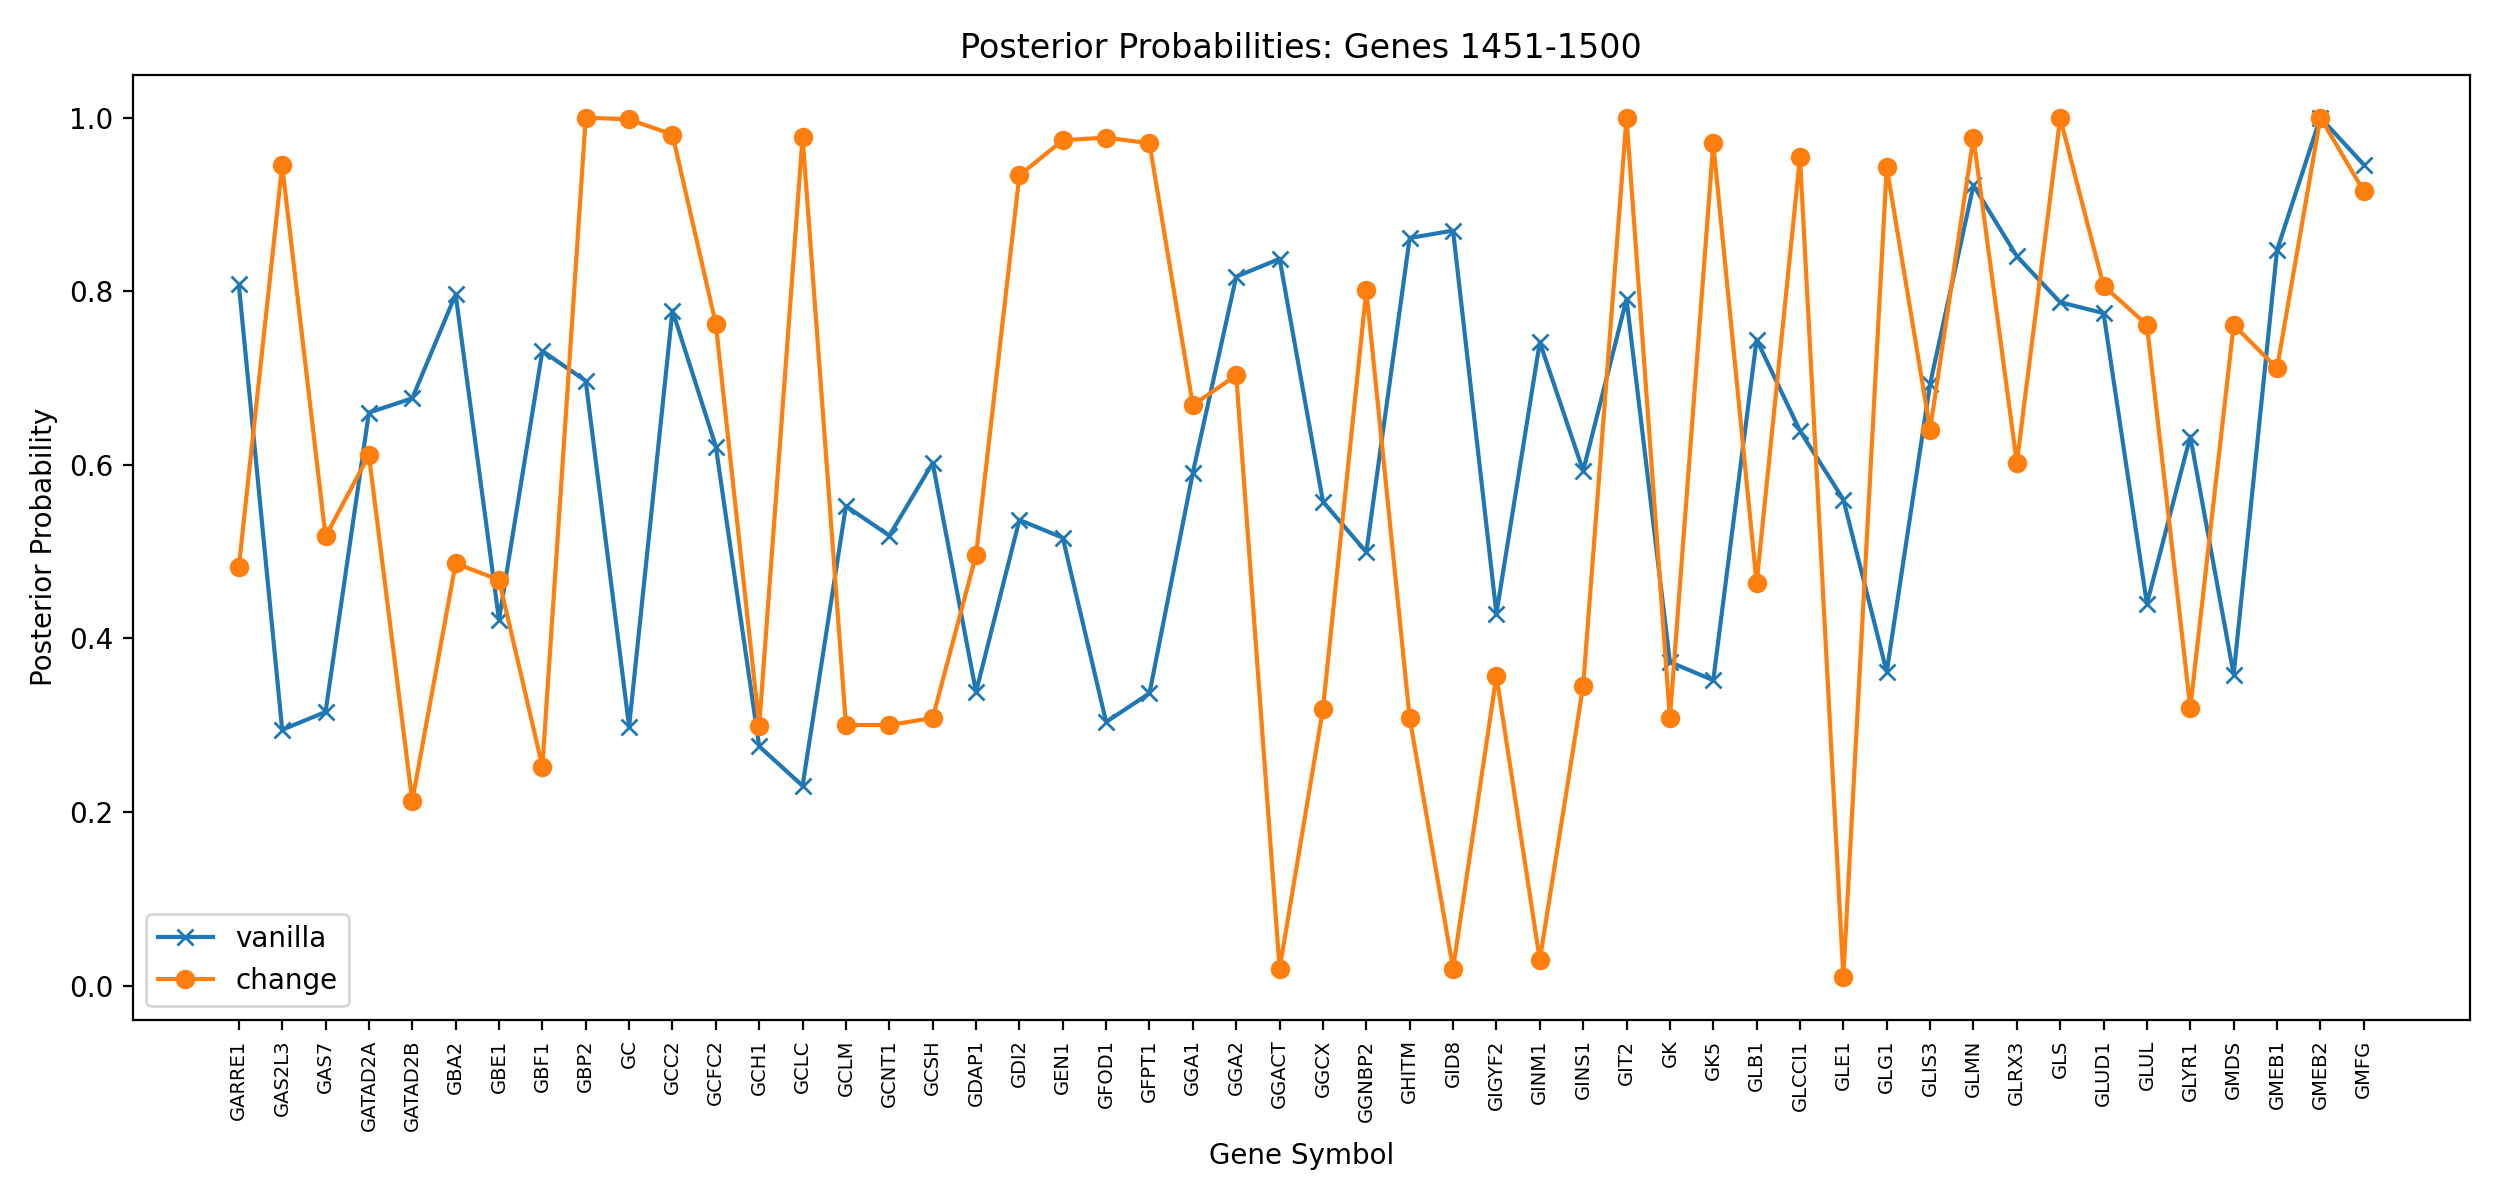 Posterior Probabilities: Genes 1451-1500
Posterior Probability
1.0
0.8
0.6
0.4
0.2
0.0
vanilla
change
GARRE1
GAS2L3
GAS7
GATAD2A
GATAD2B
GBA2
GBE1
GBF1
GBP2
GC
GCC2
GCFC2
GCH1
GCLC
GCLM
GCNT1
GCSH
GDAP1
GDI2
GEN1
GFOD1
GFPT1
GGA1
GGA2
GGACT
GGCX
GGNBP2
GHITM
GID8
GIGYF2
GINM1
GINS1
GIT2
GK
GK5
GLB1
GLCCI1
GLE1
GLG1
GLIS3
GLMN
GLRX3
GLS
GLUD1
GLUL
GLYR1
GMDS
GMEB1
GMEB2
GMFG
Gene Symbol